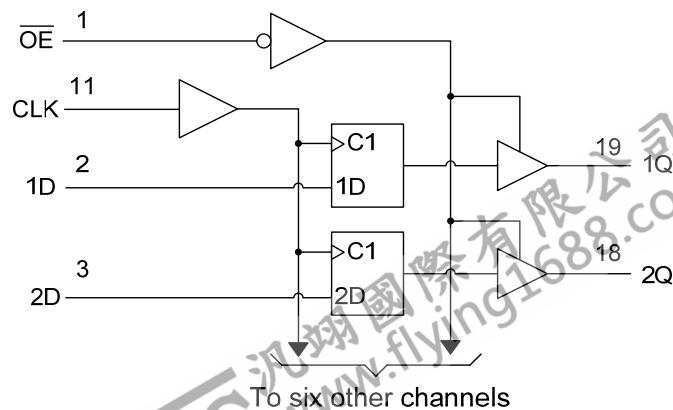 OE 1
CLK 11
C1
1D 2 1D 19 1Q
C1
2D 3 2D 18 2Q
To six other channels
汎翊國際有限公司
www.flying1688.co